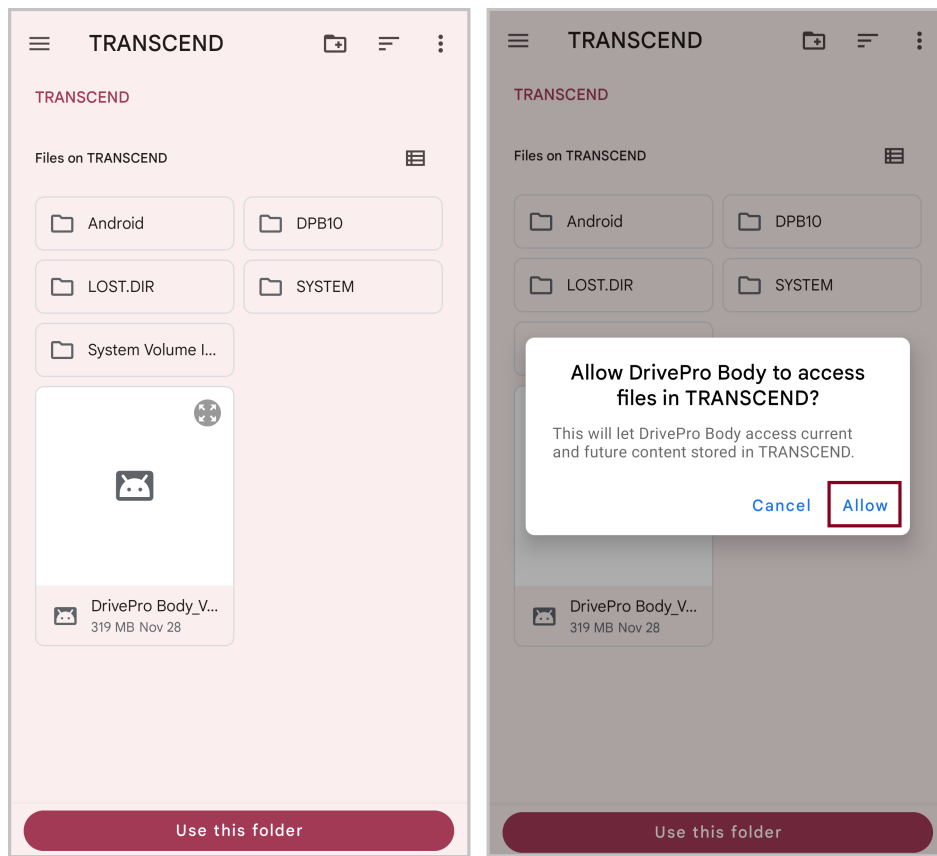 TRANSCEND
TRANSCEND
Files on TRANSCEND
Android
DPB10
LOST.DIR
SYSTEM
System Volume I...
DrivePro Body_V...
319 MB Nov 28
Use this folder
TRANSCEND
TRANSCEND
Files on TRANSCEND
Android
DPB10
LOST.DIR
SYSTEM
Allow DrivePro Body to access
files in TRANSCEND?
This will let DrivePro Body access current
and future content stored in TRANSCEND.
Cancel
Allow
DrivePro Body_V...
319 MB Nov 28
Use this folder